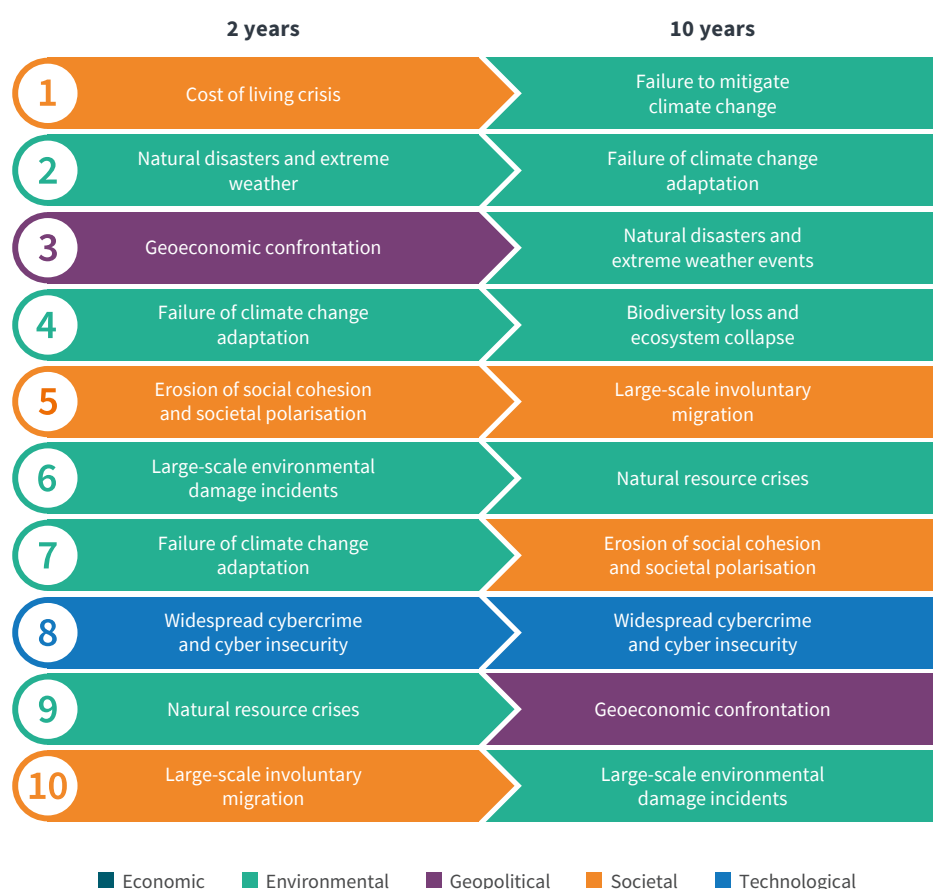 2 years
10 years
1
Cost of living crisis
Failure to mitigate
climate change
2
Natural disasters and extreme
weather
Failure of climate change
adaptation
3
Geoeconomic confrontation
Natural disasters and
extreme weather events
4
Failure of climate change
adaptation
Biodiversity loss and
ecosystem collapse
5
Erosion of social cohesion
and societal polarisation
Large-scale involuntary
migration
6
Large-scale environmental
damage incidents
Natural resource crises
7
Failure of climate change
adaptation
Erosion of social cohesion
and societal polarisation
8
Widespread cybercrime
and cyber insecurity
Widespread cybercrime
and cyber insecurity
9
Natural resource crises
Geoeconomic confrontation
10
Large-scale involuntary
migration
Large-scale environmental
damage incidents
Economic
Environmental
Geopolitical
Societal
Technological